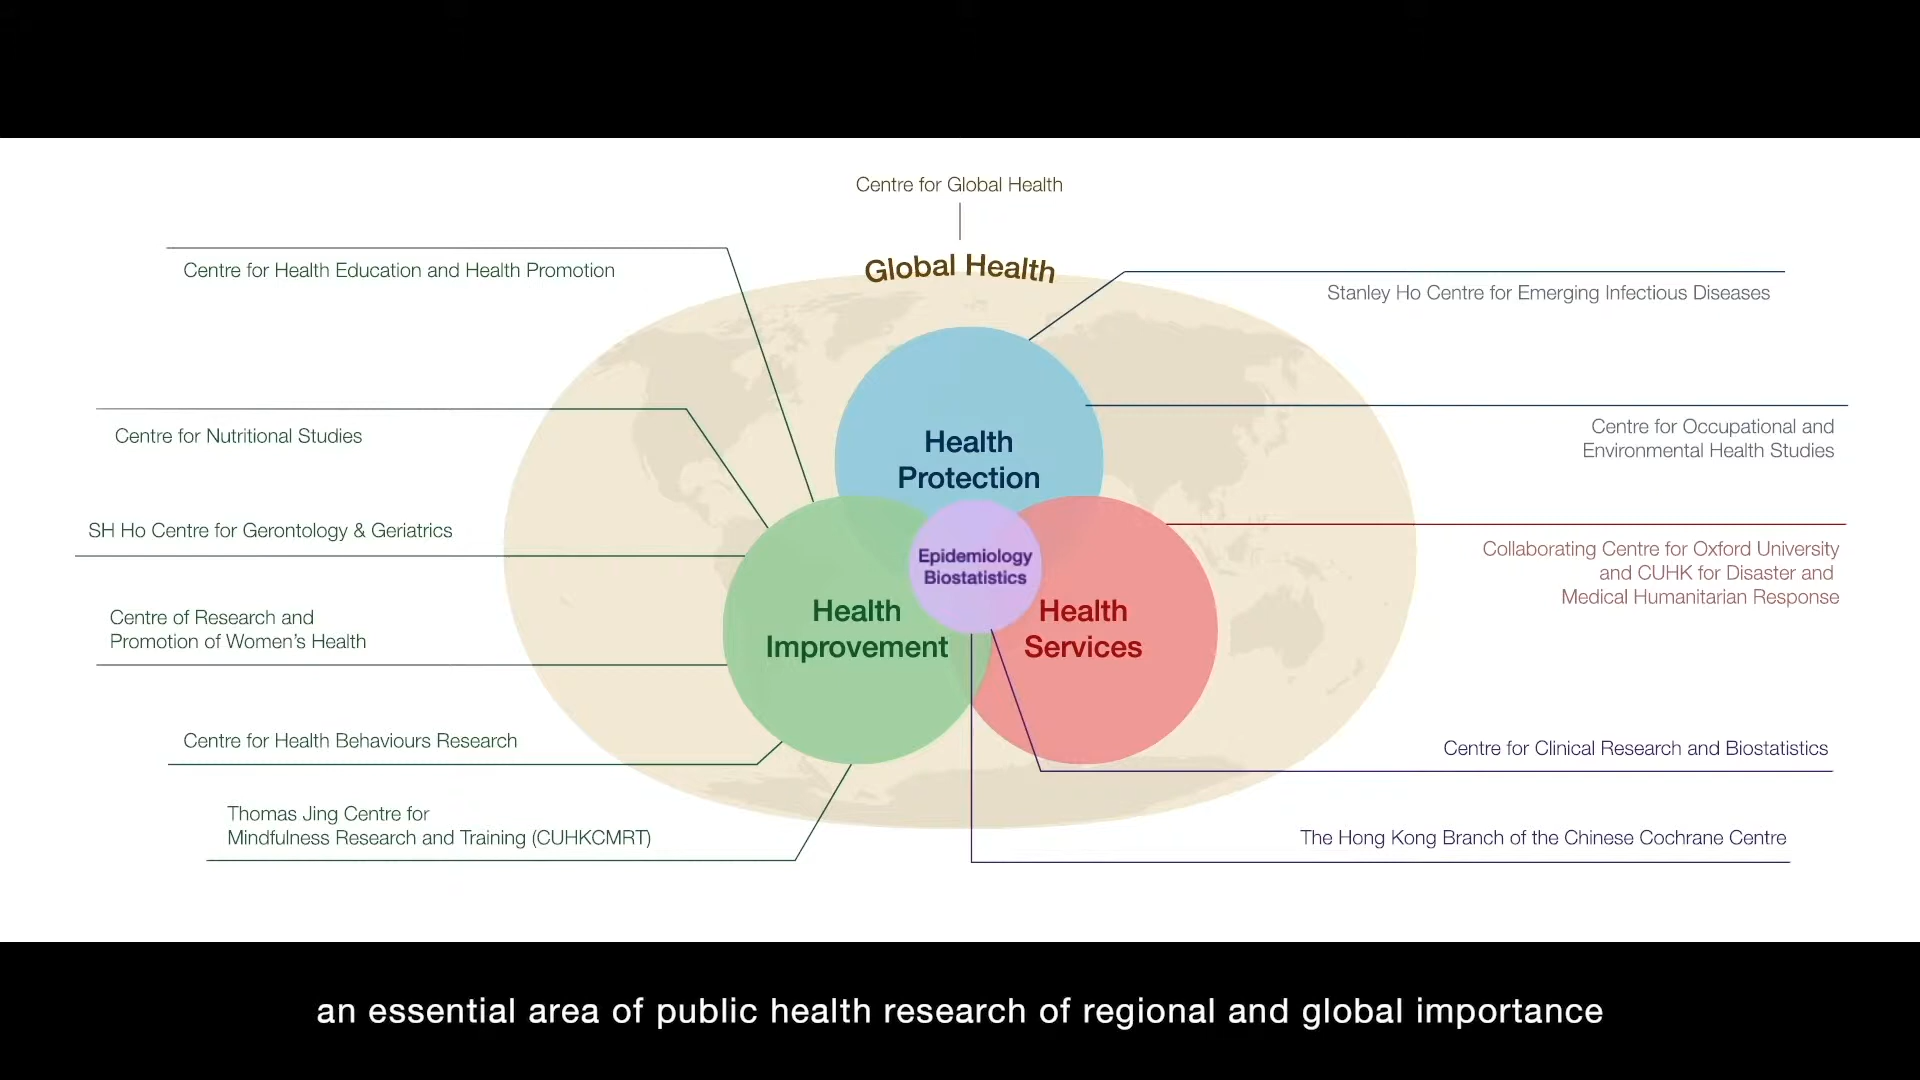 Centre for Global Health
Global Health
Centre for Health Education and Health Promotion
Centre for Nutritional Studies
SH Ho Centre for Gerontology & Geriatrics
Centre of Research and
Promotion of Women’s Health
Centre for Health Behaviours Research
Thomas Jing Centre for
Mindfulness Research and Training (CUHKCMRT)
Health
Protection
Epidemiology
Biostatistics
Health
Improvement
Health
Services
Stanley Ho Centre for Emerging Infectious Diseases
Centre for Occupational and
Environmental Health Studies
Collaborating Centre for Oxford University
and CUHK for Disaster and
Medical Humanitarian Response
Centre for Clinical Research and Biostatistics
The Hong Kong Branch of the Chinese Cochrane Centre
an essential area of public health research of regional and global importance